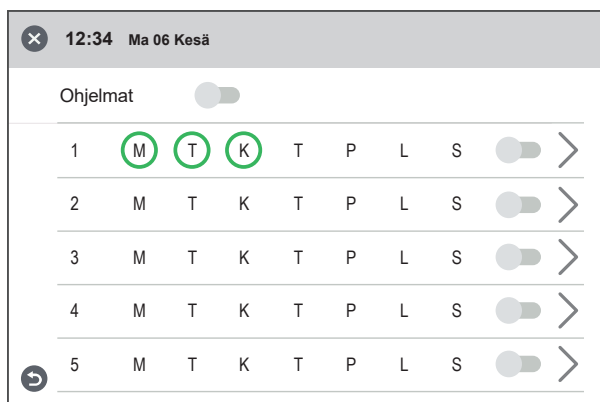 12:34 Ma 06 Kesä
Ohjelmat
1 M T K T P L S
2 M T K T P L S
3 M T K T P L S
4 M T K T P L S
5 M T K T P L S